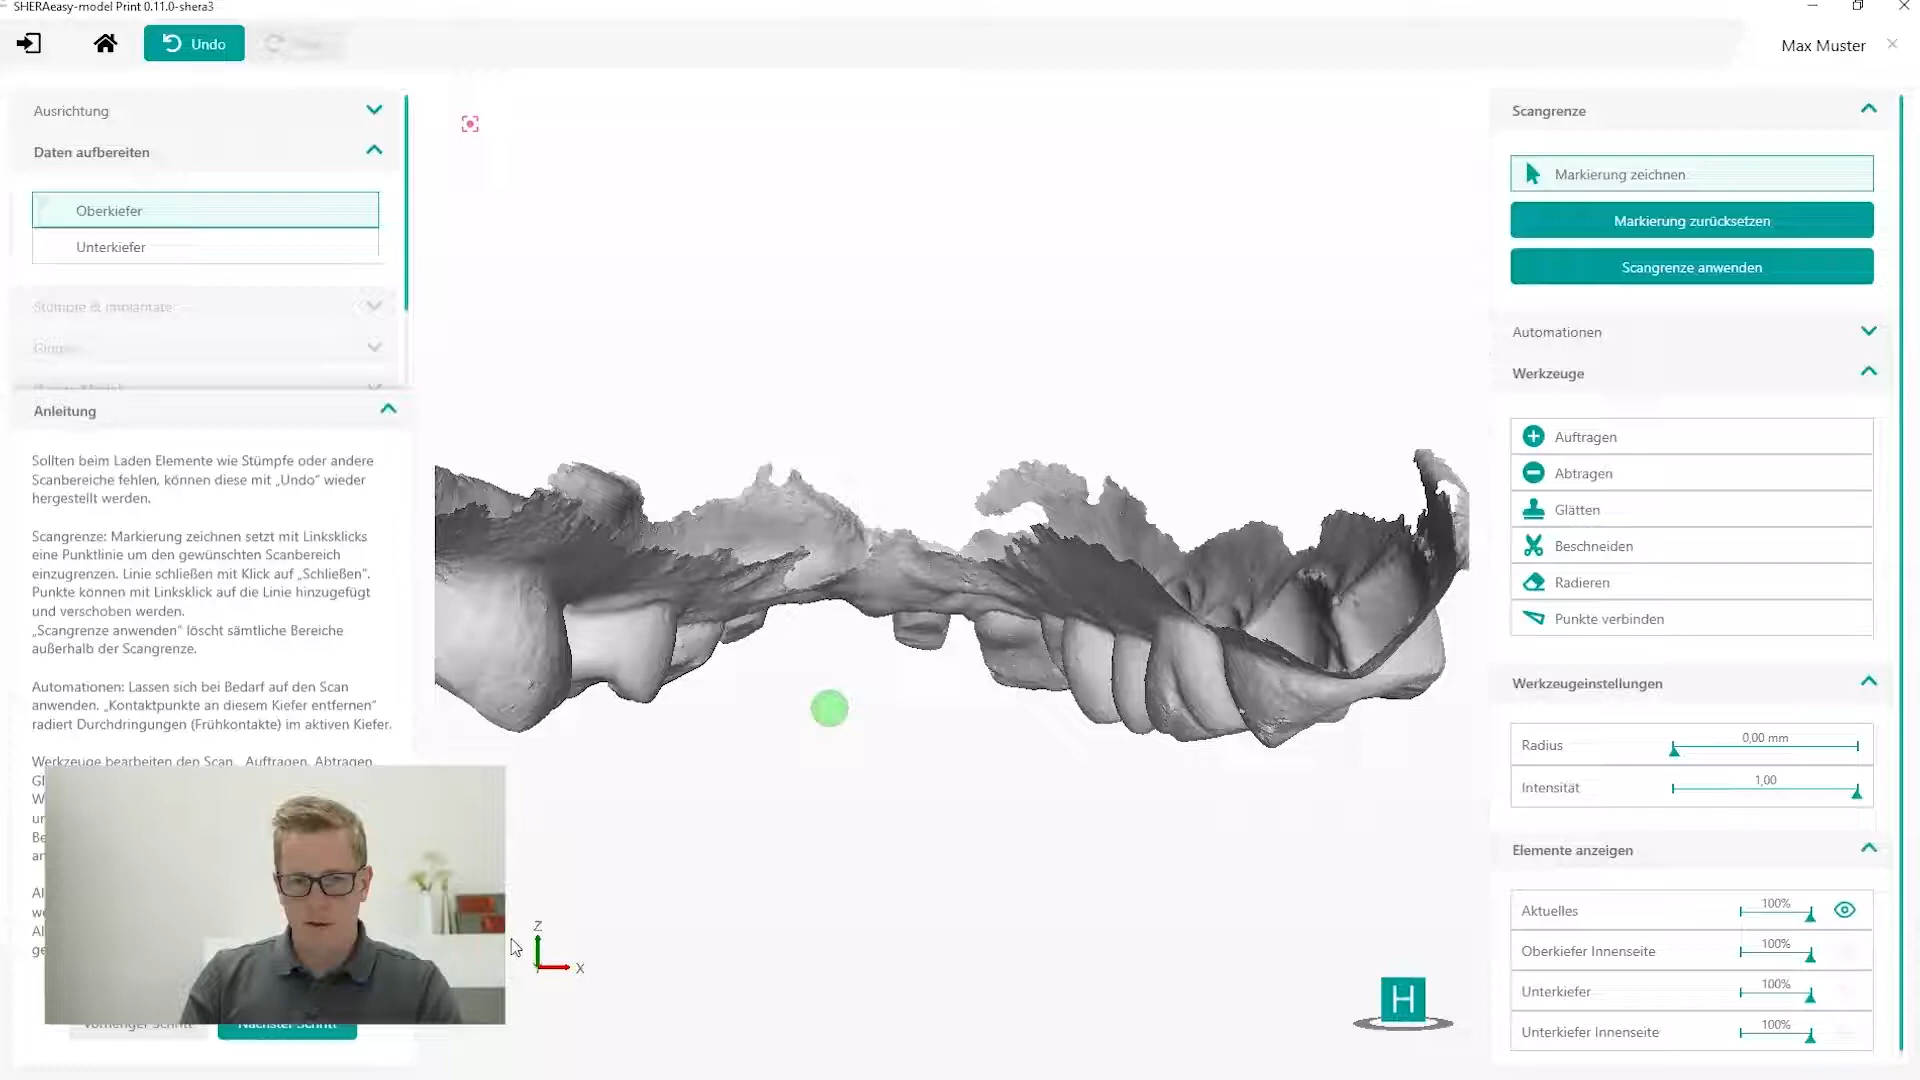 SHERAeasy-model Print 0.11.0-shera3
Undo
Max Muster
Ausrichtung
Daten aufbereiten
Oberkiefer
Unterkiefer
Stümpfe & Implantate
Anleitung
Sollten beim Laden Elemente wie Stümpfe oder andere
Scanbereiche fehlen, können diese mit „Undo" wieder
hergestellt werden.
Scangrenze: Markierung zeichnen setzt mit Linksklicks
eine Punktlinie um den gewünschten Scanbereich
einzugrenzen. Linie schließen mit Klick auf „Schließen".
Punkte können mit Linksklick auf die Linie hinzugefügt
und verschoben werden.
„Scangrenze anwenden" löscht sämtliche Bereiche
außerhalb der Scangrenze.
Automationen: Lassen sich bei Bedarf auf den Scan
anwenden. „Kontaktpunkte an diesem Kiefer entfernen"
radiert Durchdringungen (Frühkontakte) im aktiven Kiefer.
Werkzeuge bearbeiten den Scan. Auftragen, Abtragen
Vorheriger Schritt
Nächster Schritt
Z
X
H
Scangrenze
Markierung zeichnen
Markierung zurücksetzen
Scangrenze anwenden
Automationen
Werkzeuge
Auftragen
Abtragen
Glätten
Beschneiden
Radieren
Punkte verbinden
Werkzeugeinstellungen
Radius 0,00 mm
Intensität 1,00
Elemente anzeigen
Aktuelles 100%
Oberkiefer Innenseite 100%
Unterkiefer 100%
Unterkiefer Innenseite 100%